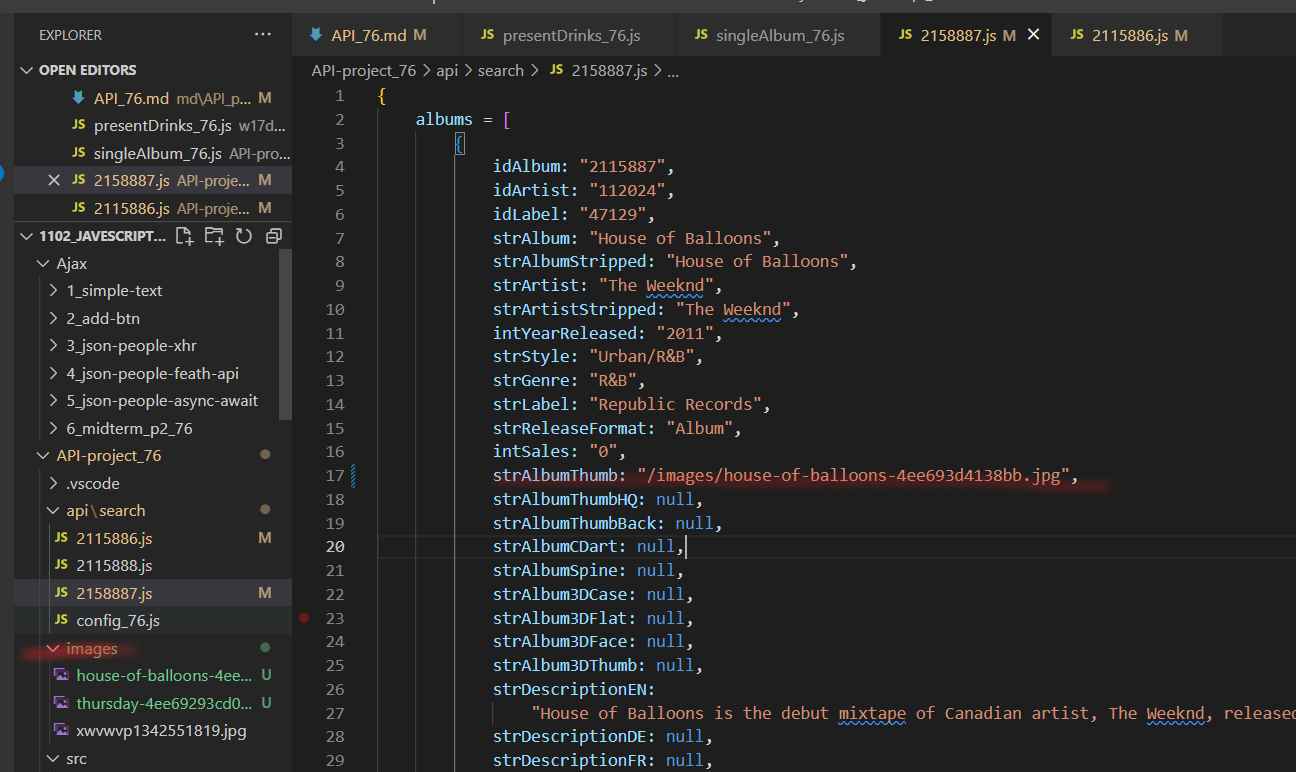 EXPLORER ···
OPEN EDITORS
API_76.md md\API_p... M
JS presentDrinks_76.js w17d...
JS singleAlbum_76.js API-pro...
JS 2158887.js API-proje... M
JS 2115886.js API-proje... M
1102_JAVESCRIPT...
Ajax
1_simple-text
2_add-btn
3_json-people-xhr
4_json-people-feath-api
5_json-people-async-await
6_midterm_p2_76
API-project_76
.vscode
api\search
JS 2115886.js M
JS 2115888.js
JS 2158887.js M
JS config_76.js
images
house-of-balloons-4ee... U
thursday-4ee69293cd0... U
xwvwvp1342551819.jpg
src
API_76.md M JS presentDrinks_76.js JS singleAlbum_76.js JS 2158887.js M JS 2115886.js M
API-project_76 > api > search > JS 2158887.js > ...
1 {
2 albums = [
3 {
4 idAlbum: "2115887",
5 idArtist: "112024",
6 idLabel: "47129",
7 strAlbum: "House of Balloons",
8 strAlbumStripped: "House of Balloons",
9 strArtist: "The Weeknd",
10 strArtistStripped: "The Weeknd",
11 intYearReleased: "2011",
12 strStyle: "Urban/R&B",
13 strGenre: "R&B",
14 strLabel: "Republic Records",
15 strReleaseFormat: "Album",
16 intSales: "0",
17 strAlbumThumb: "/images/house-of-balloons-4ee693d4138bb.jpg",
18 strAlbumThumbHQ: null,
19 strAlbumThumbBack: null,
20 strAlbumCDart: null,
21 strAlbumSpine: null,
22 strAlbum3DCase: null,
23 strAlbum3DFlat: null,
24 strAlbum3DFace: null,
25 strAlbum3DThumb: null,
26 strDescriptionEN:
27 "House of Balloons is the debut mixtape of Canadian artist, The Weeknd, released
28 strDescriptionDE: null,
29 strDescriptionFR: null,